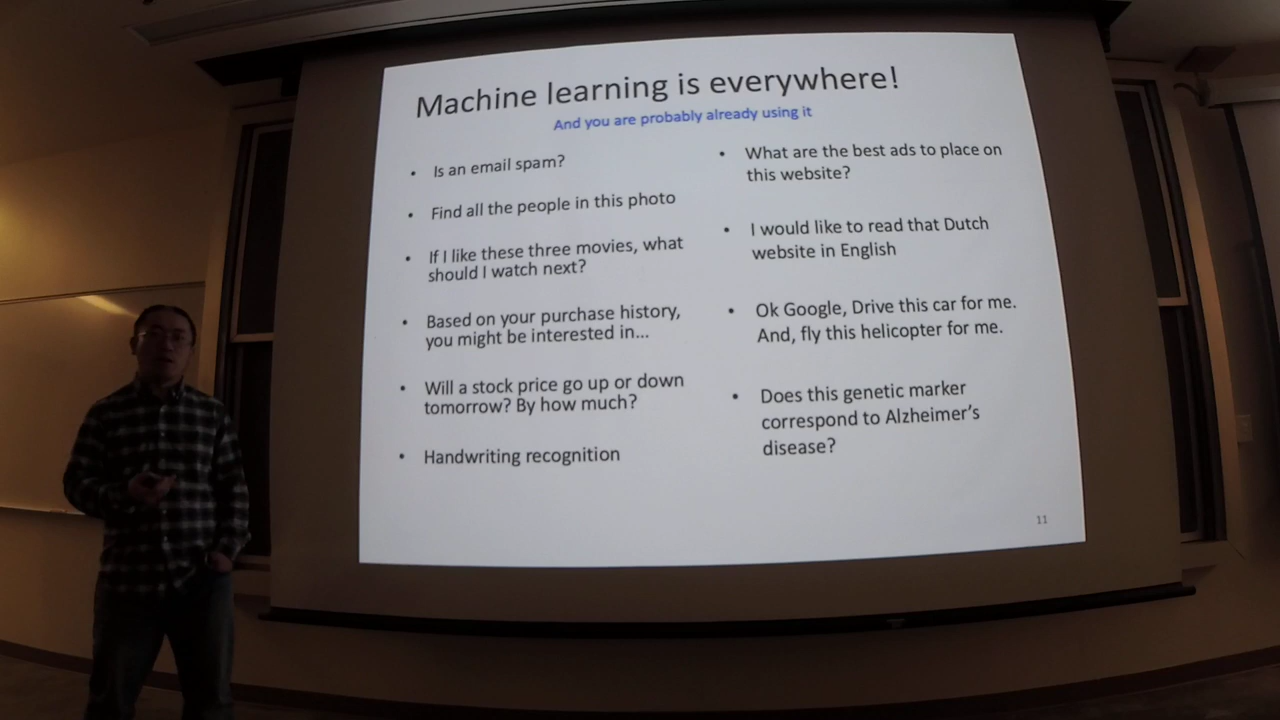 Machine learning is everywhere!
And you are probably already using it
• Is an email spam?
• Find all the people in this photo
• If I like these three movies, what
should I watch next?
• Based on your purchase history,
you might be interested in...
• Will a stock price go up or down
tomorrow? By how much?
• Handwriting recognition
• What are the best ads to place on
this website?
• I would like to read that Dutch
website in English
• Ok Google, Drive this car for me.
And, fly this helicopter for me.
• Does this genetic marker
correspond to Alzheimer's
disease?
11